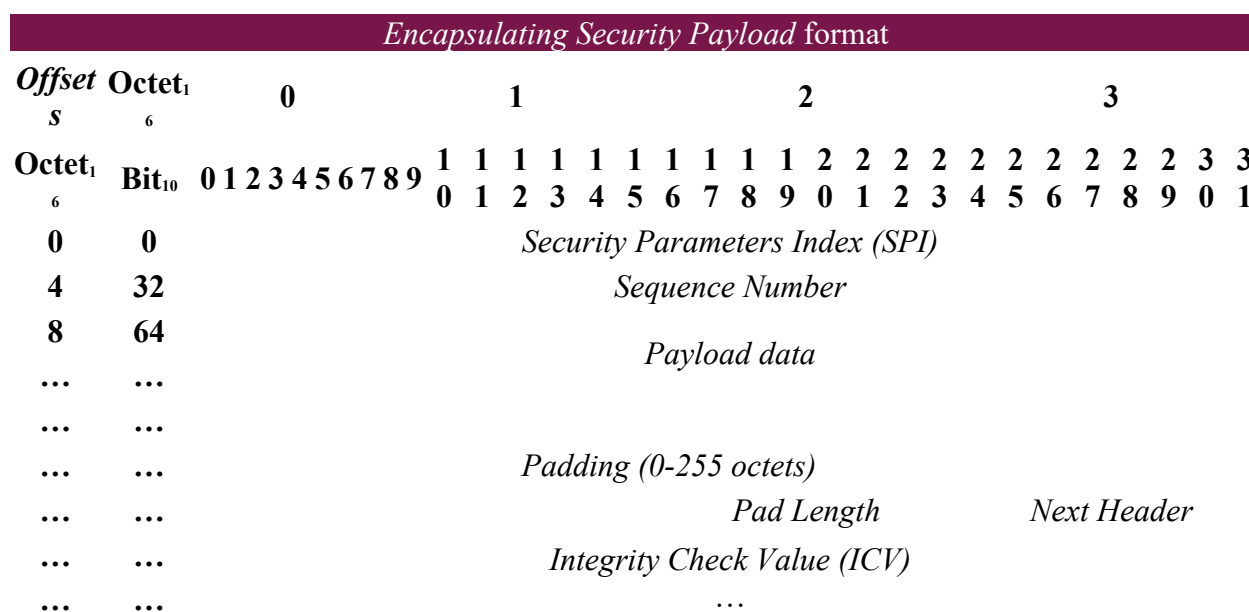 Encapsulating Security Payload format
Offsets Octet₁₆ 0 1 2 3
Octet₁₆ Bit₁₀ 0 1 2 3 4 5 6 7 8 9 10 11 12 13 14 15 16 17 18 19 20 21 22 23 24 25 26 27 28 29 30 31
0 0 Security Parameters Index (SPI)
4 32 Sequence Number
8 64 Payload data
… …
… …
… … Padding (0-255 octets)
… … Pad Length Next Header
… … Integrity Check Value (ICV)
… … …